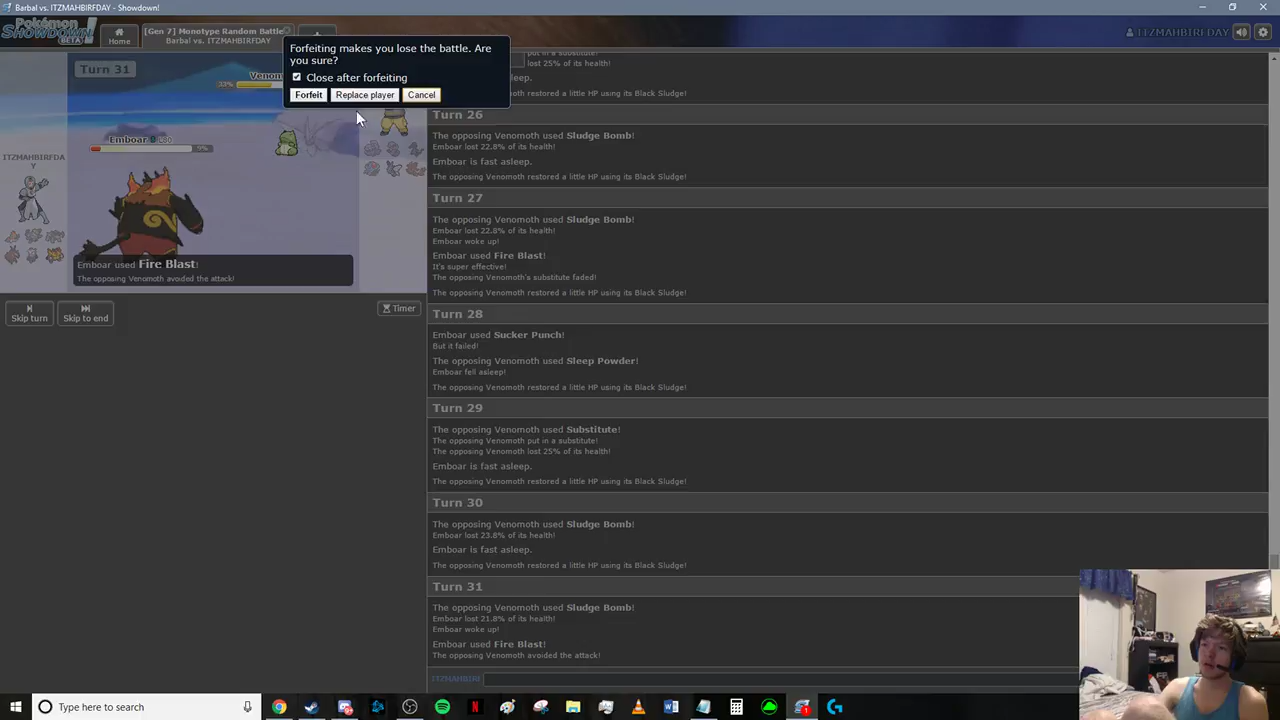 Barbal vs. ITZMAHBIRFDAY - Showdown!
Pokémon
SHOWDOWN!
BETA
Home
[Gen 7] Monotype Random Battle
Barbal vs. ITZMAHBIRFDAY
ITZMAHBIRFDAY
Forfeiting makes you lose the battle. Are
you sure?
Close after forfeiting
Forfeit
Replace player
Cancel
Turn 31
33%
Emboar
9%
ITZMAHBIRFDA
Y
Emboar used Fire Blast!
The opposing Venomoth avoided the attack!
Skip turn
Skip to end
Timer
put in a substitute!
lost 25% of its health!
eep.
restored a little HP using its Black Sludge!
Turn 26
The opposing Venomoth used Sludge Bomb!
Emboar lost 22.8% of its health!
Emboar is fast asleep.
The opposing Venomoth restored a little HP using its Black Sludge!
Turn 27
The opposing Venomoth used Sludge Bomb!
Emboar lost 22.8% of its health!
Emboar woke up!
Emboar used Fire Blast!
It's super effective!
The opposing Venomoth's substitute faded!
The opposing Venomoth restored a little HP using its Black Sludge!
Turn 28
Emboar used Sucker Punch!
But it failed!
The opposing Venomoth used Sleep Powder!
Emboar fell asleep!
The opposing Venomoth restored a little HP using its Black Sludge!
Turn 29
The opposing Venomoth used Substitute!
The opposing Venomoth put in a substitute!
The opposing Venomoth lost 25% of its health!
Emboar is fast asleep.
The opposing Venomoth restored a little HP using its Black Sludge!
Turn 30
The opposing Venomoth used Sludge Bomb!
Emboar lost 23.8% of its health!
Emboar is fast asleep.
The opposing Venomoth restored a little HP using its Black Sludge!
Turn 31
The opposing Venomoth used Sludge Bomb!
Emboar lost 21.8% of its health!
Emboar woke up!
Emboar used Fire Blast!
The opposing Venomoth avoided the attack!
ITZMAHBIRF
Type here to search